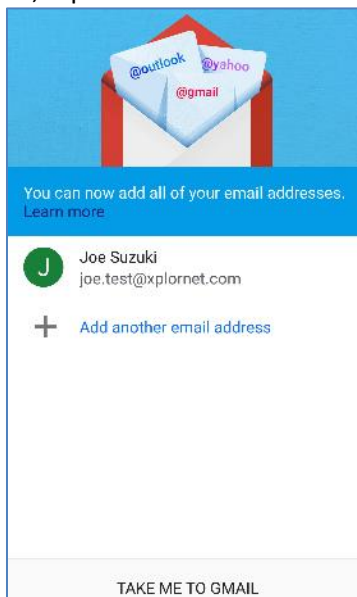 @outlook
@yahoo
@gmail
You can now add all of your email addresses.
Learn more
J
Joe Suzuki
joe.test@xplornet.com
Add another email address
TAKE ME TO GMAIL